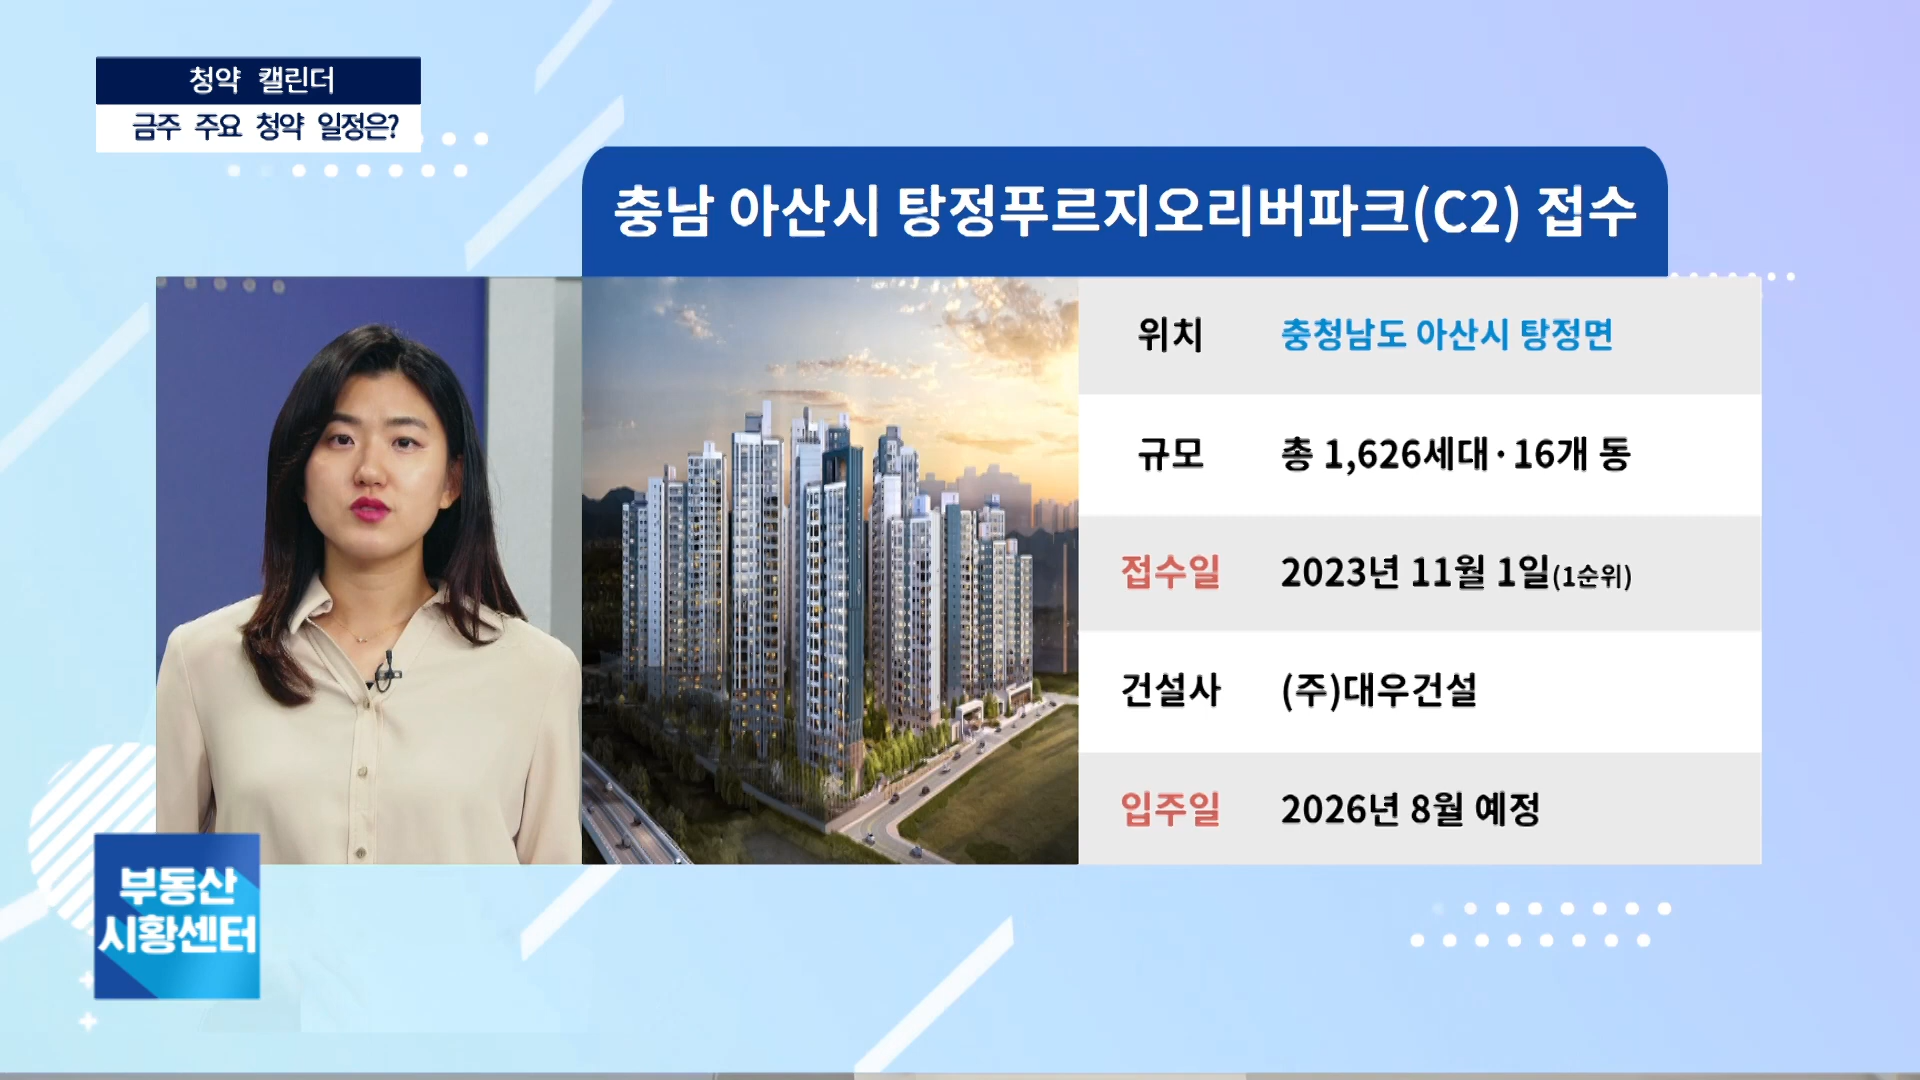 청약 캘린더
금주 주요 청약 일정은?
충남 아산시 탕정푸르지오리버파크(C2) 접수
위치 충청남도 아산시 탕정면
규모 총 1,626세대·16개 동
접수일 2023년 11월 1일(1순위)
건설사 (주)대우건설
입주일 2026년 8월 예정
부동산
시황센터